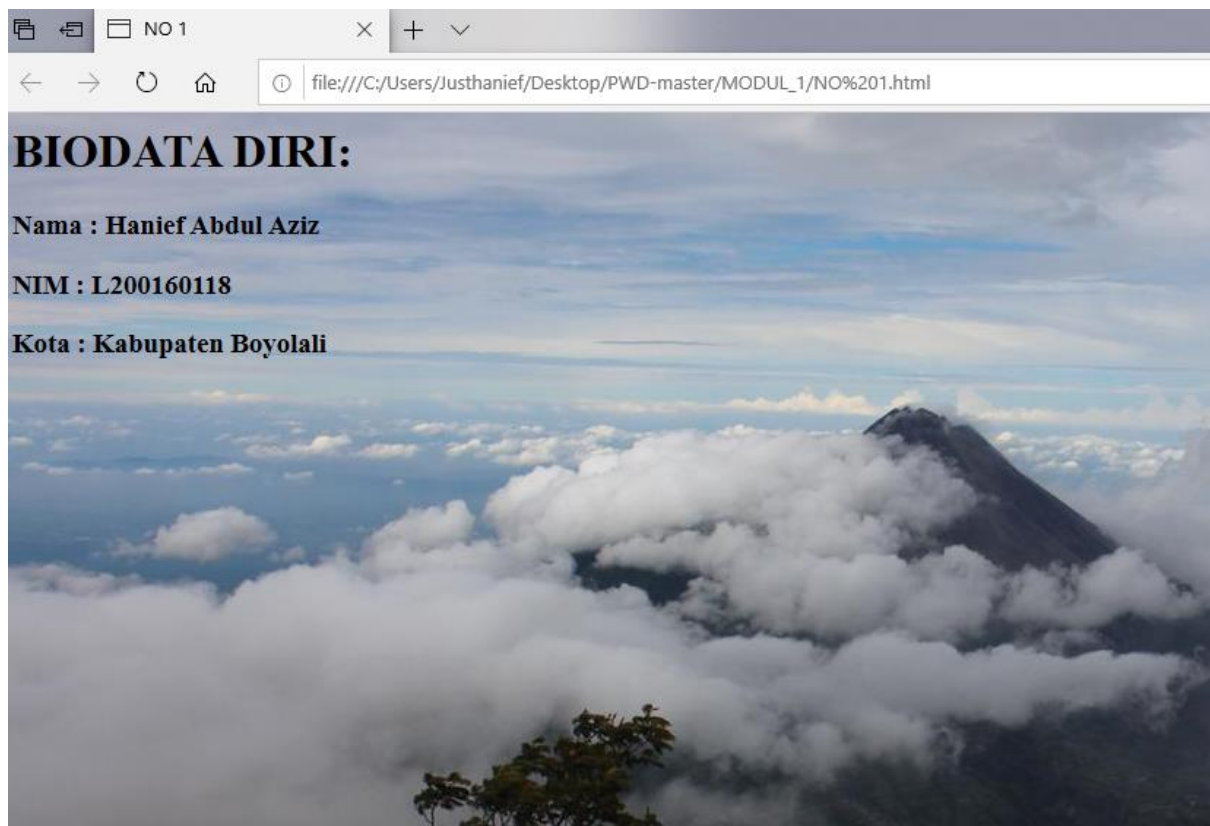 NO 1
file:///C:/Users/Justhanief/Desktop/PWD-master/MODUL_1/NO%201.html
BIODATA DIRI:
Nama : Hanief Abdul Aziz
NIM : L200160118
Kota : Kabupaten Boyolali